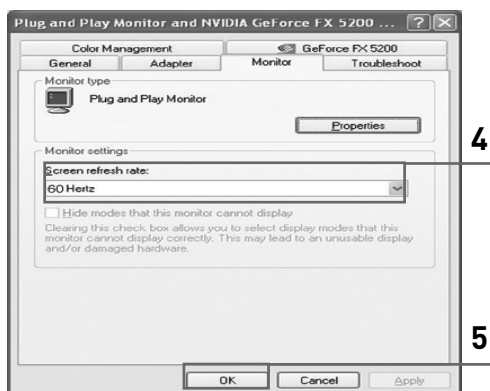 Plug and Play Monitor and NVIDIA GeForce FX 5200 ... ? X
Color Management GeForce FX 5200
General Adapter Monitor Troubleshoot
Monitor type
Plug and Play Monitor
Properties
4
Monitor settings
Screen refresh rate:
60 Hertz
Hide modes that this monitor cannot display
Clearing this check box allows you to select display modes that this
monitor cannot display correctly. This may lead to an unusable display
and/or damaged hardware.
5
OK Cancel Apply